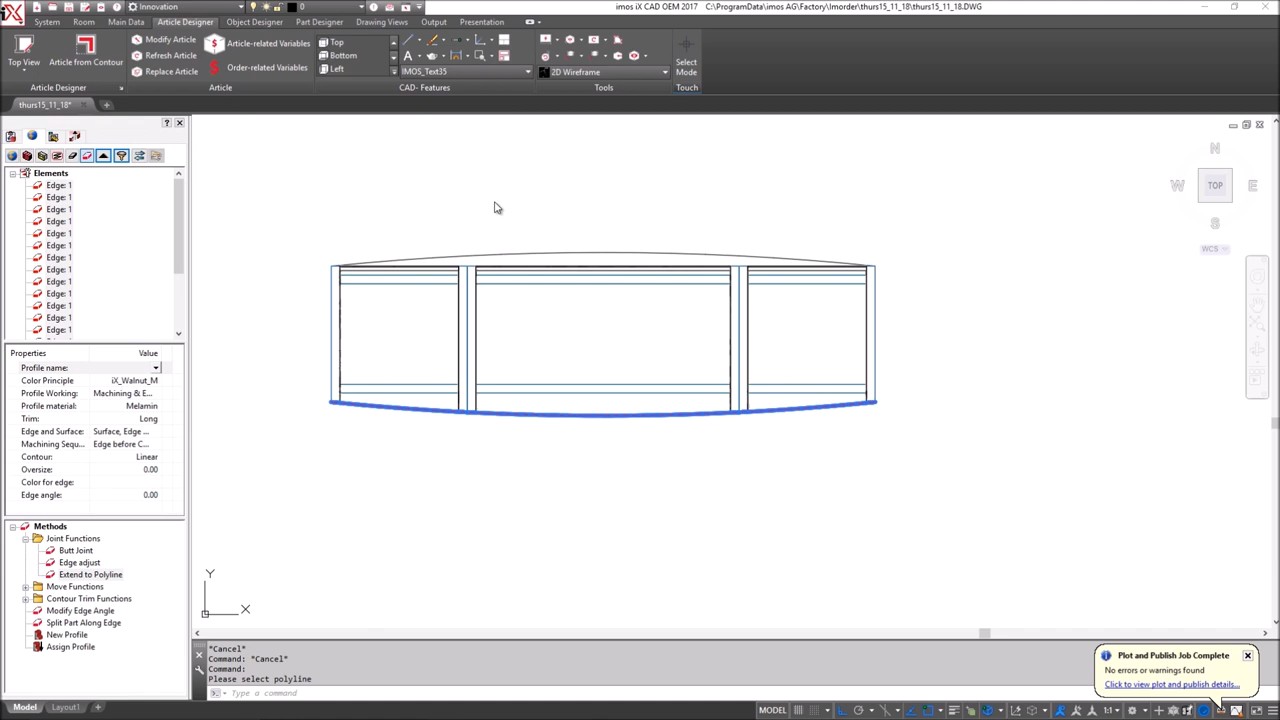 Innovation
0
imos iX CAD OEM 2017 C:\ProgramData\imos AG\Factory\Imorder\thurs15_11_18\thurs15_11_18.DWG
System Room Main Data Article Designer Object Designer Part Designer Drawing Views Output Presentation
Top View
Article from Contour
Modify Article
Refresh Article
Replace Article
Article-related Variables
Order-related Variables
Top
Bottom
Left
IMOS_Text35
2D Wireframe
Select Mode
Article Designer
Article
CAD- Features
Tools
Touch
thurs15_11_18*
Elements
Edge: 1
Edge: 1
Edge: 1
Edge: 1
Edge: 1
Edge: 1
Edge: 1
Edge: 1
Edge: 1
Edge: 1
Edge: 1
Edge: 1
Edge: 1
Properties Value
Profile name:
Color Principle iX_Walnut_M
Profile Working: Machining & E...
Profile material: Melamin
Trim: Long
Edge and Surface: Surface, Edge ...
Machining Sequ... Edge before C...
Contour: Linear
Oversize: 0.00
Color for edge:
Edge angle: 0.00
Methods
Joint Functions
Butt Joint
Edge adjust
Extend to Polyline
Move Functions
Contour Trim Functions
Modify Edge Angle
Split Part Along Edge
New Profile
Assign Profile
N
W TOP E
S
WCS
Y
X
*Cancel*
Command: *Cancel*
Command:
Please select polyline
Type a command
Plot and Publish Job Complete
No errors or warnings found
Click to view plot and publish details...
Model Layout1
MODEL